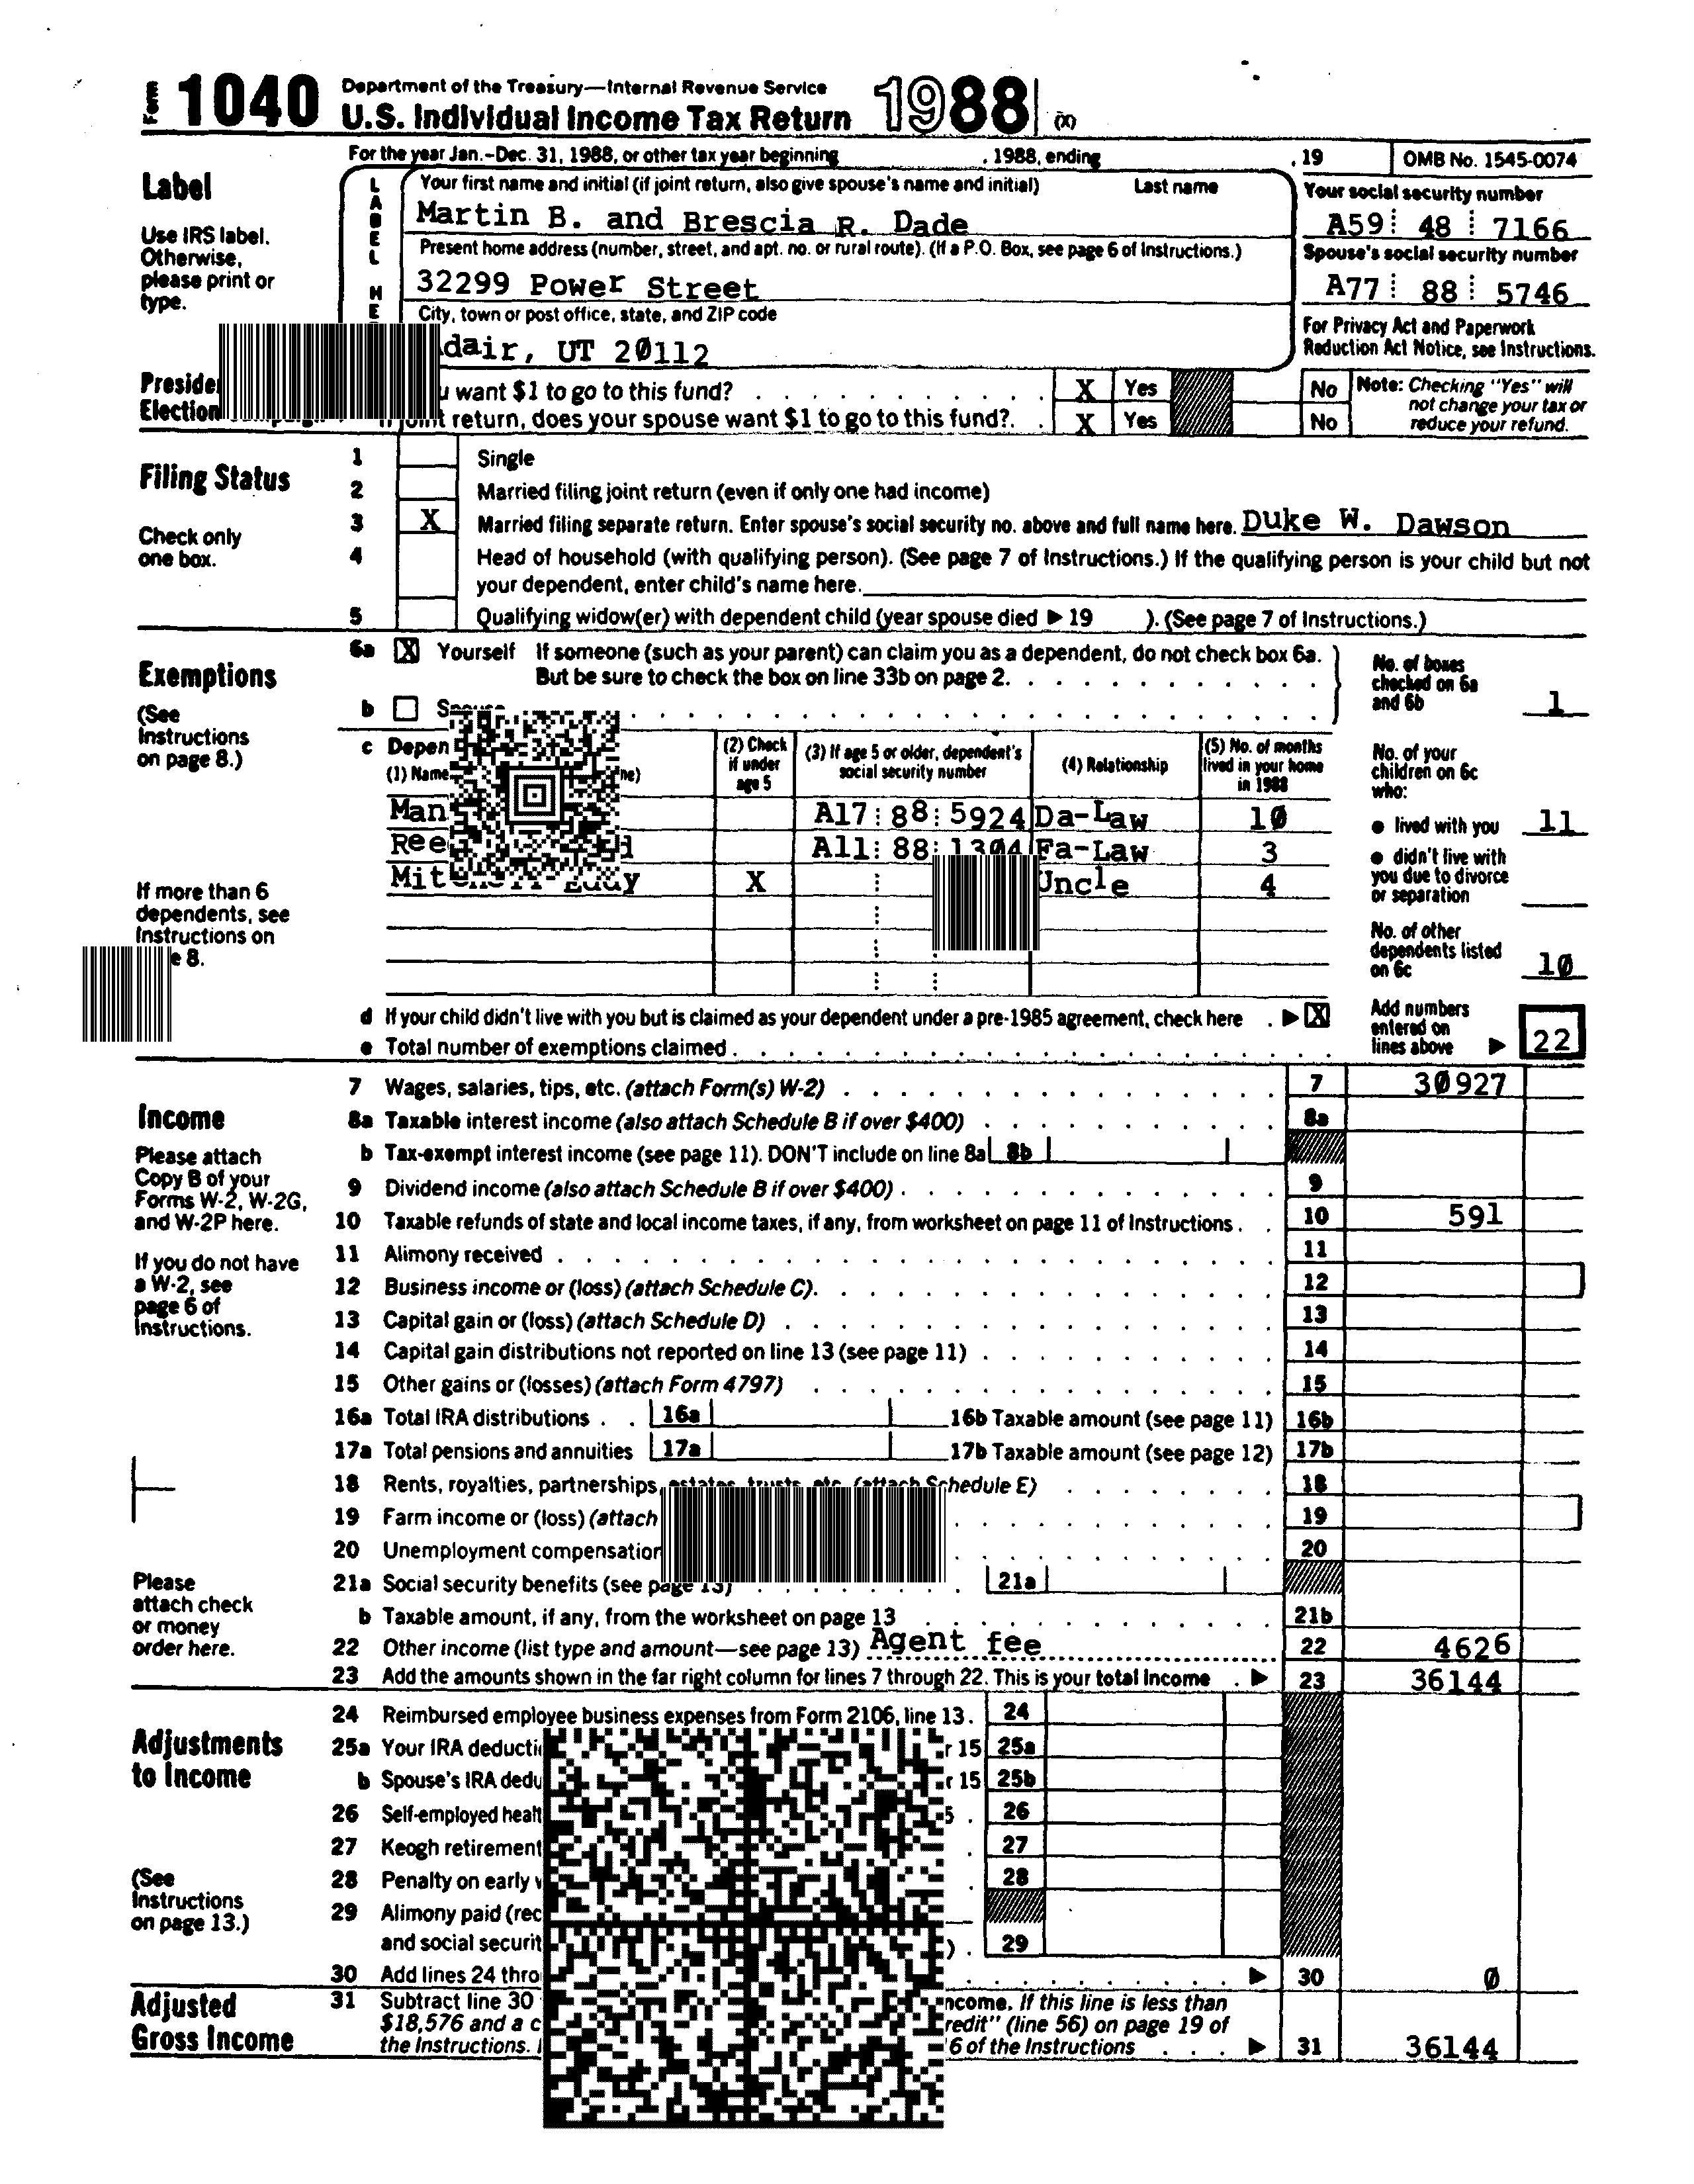 Form 1040 Department of the Treasury—Internal Revenue Service
U.S. Individual Income Tax Return 1988 (X)
For the year Jan.-Dec. 31, 1988, or other tax year beginning , 1988, ending , 19 OMB No. 1545-0074
Label
Use IRS label.
Otherwise,
please print or
type.
LABEL HE
Your first name and initial (if joint return, also give spouse's name and initial) Last name
Martin B. and Brescia R. Dade
Present home address (number, street, and apt. no. or rural route). (If a P.O. Box, see page 6 of Instructions.)
32299 Power Street
City, town or post office, state, and ZIP code
dair, UT 20112
Your social security number
A59 48 7166
Spouse's social security number
A77 88 5746
For Privacy Act and Paperwork
Reduction Act Notice, see Instructions.
Election
want $1 to go to this fund? X Yes No
return, does your spouse want $1 to go to this fund? X Yes No
Note: Checking "Yes" will
not change your tax or
reduce your refund.
Filing Status
Check only
one box.
1 Single
2 Married filing joint return (even if only one had income)
3 X Married filing separate return. Enter spouse's social security no. above and full name here. Duke W. Dawson
4 Head of household (with qualifying person). (See page 7 of Instructions.) If the qualifying person is your child but not
your dependent, enter child's name here.
5 Qualifying widow(er) with dependent child (year spouse died ▶ 19 ). (See page 7 of Instructions.)
Exemptions
(See
Instructions
on page 8.)
If more than 6
dependents, see
Instructions on
e 8.
6a X Yourself If someone (such as your parent) can claim you as a dependent, do not check box 6a.
But be sure to check the box on line 33b on page 2.
b
c Depen
(1) Name
(2) Check
if under
age 5
(3) If age 5 or older, dependent's
social security number
(4) Relationship
(5) No. of months
lived in your home
in 1988
Man A17 88 5924 Da-Law 10
Ree A11 88 1304 Fa-Law 3
Mit X Uncle 4
No. of boxes
checked on 6a
and 6b 1
No. of your
children on 6c
who:
● lived with you 11
● didn't live with
you due to divorce
or separation
No. of other
dependents listed
on 6c 10
d If your child didn't live with you but is claimed as your dependent under a pre-1985 agreement, check here ▶ X
e Total number of exemptions claimed
Add numbers
entered on
lines above ▶ 22
Income
Please attach
Copy B of your
Forms W-2, W-2G,
and W-2P here.
If you do not have
a W-2, see
page 6 of
Instructions.
Please
attach check
or money
order here.
7 Wages, salaries, tips, etc. (attach Form(s) W-2) 7 30927
8a Taxable interest income (also attach Schedule B if over $400) 8a
b Tax-exempt interest income (see page 11). DON'T include on line 8a 8b
9 Dividend income (also attach Schedule B if over $400) 9
10 Taxable refunds of state and local income taxes, if any, from worksheet on page 11 of Instructions 10 591
11 Alimony received 11
12 Business income or (loss) (attach Schedule C) 12
13 Capital gain or (loss) (attach Schedule D) 13
14 Capital gain distributions not reported on line 13 (see page 11) 14
15 Other gains or (losses) (attach Form 4797) 15
16a Total IRA distributions 16a 16b Taxable amount (see page 11) 16b
17a Total pensions and annuities 17a 17b Taxable amount (see page 12) 17b
18 Rents, royalties, partnerships, estates, trusts, etc. (attach Schedule E) 18
19 Farm income or (loss) (attach 19
20 Unemployment compensation 20
21a Social security benefits (see page 13) 21a
b Taxable amount, if any, from the worksheet on page 13 21b
22 Other income (list type and amount—see page 13) Agent fee 22 4626
23 Add the amounts shown in the far right column for lines 7 through 22. This is your total income ▶ 23 36144
Adjustments
to Income
(See
Instructions
on page 13.)
24 Reimbursed employee business expenses from Form 2106, line 13. 24
25a Your IRA deducti r 15 25a
b Spouse's IRA dedu r 15 25b
26 Self-employed healt 26
27 Keogh retirement 27
28 Penalty on early 28
29 Alimony paid (rec
and social securit ) 29
30 Add lines 24 thro ▶ 30 0
Adjusted
Gross Income
31 Subtract line 30 ncome. If this line is less than
$18,576 and a c redit" (line 56) on page 19 of
the Instructions. 6 of the Instructions ▶ 31 36144